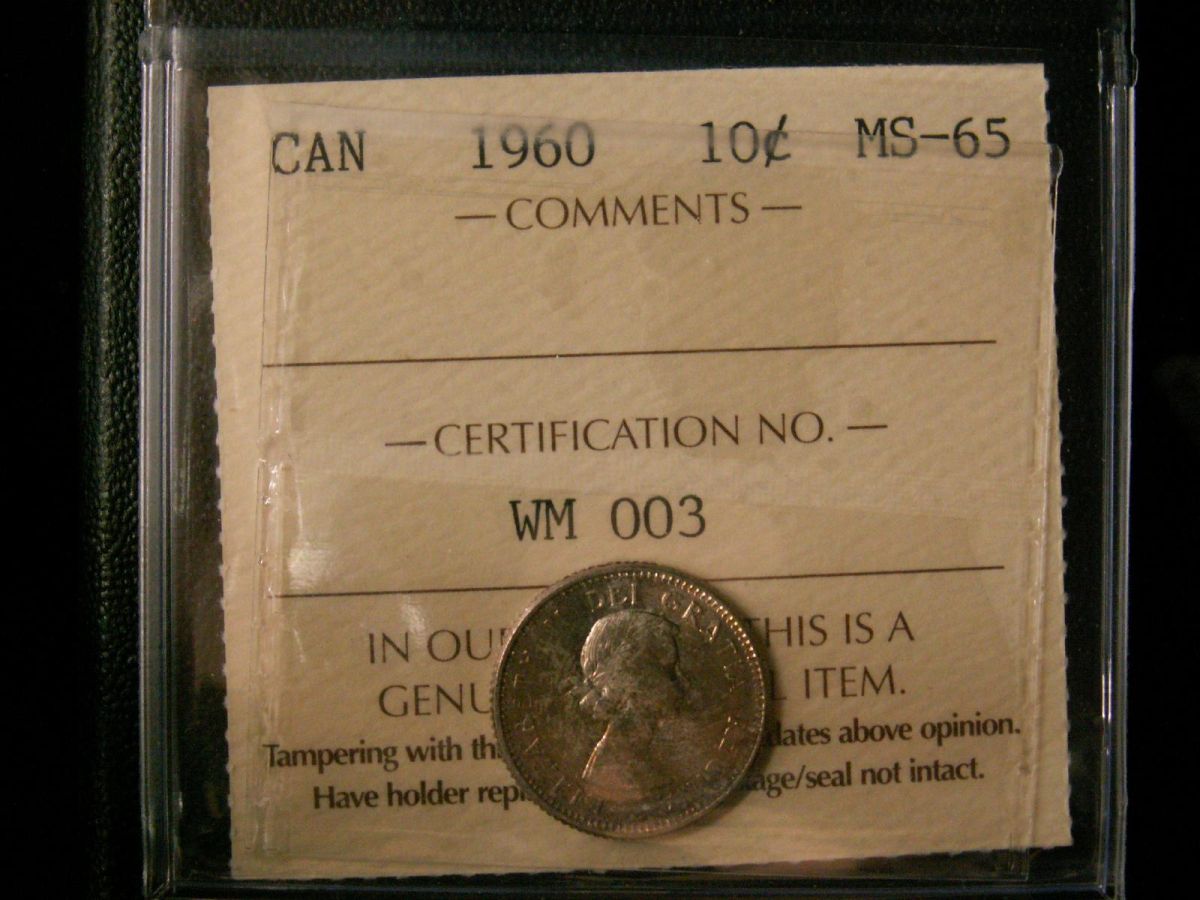 CAN 1960 10¢ MS-65
— COMMENTS —
— CERTIFICATION NO. —
WM 003
DEI GRATIA
IN OU THIS IS A
GENU L ITEM.
Tampering with th dates above opinion.
Have holder rep age/seal not intact.